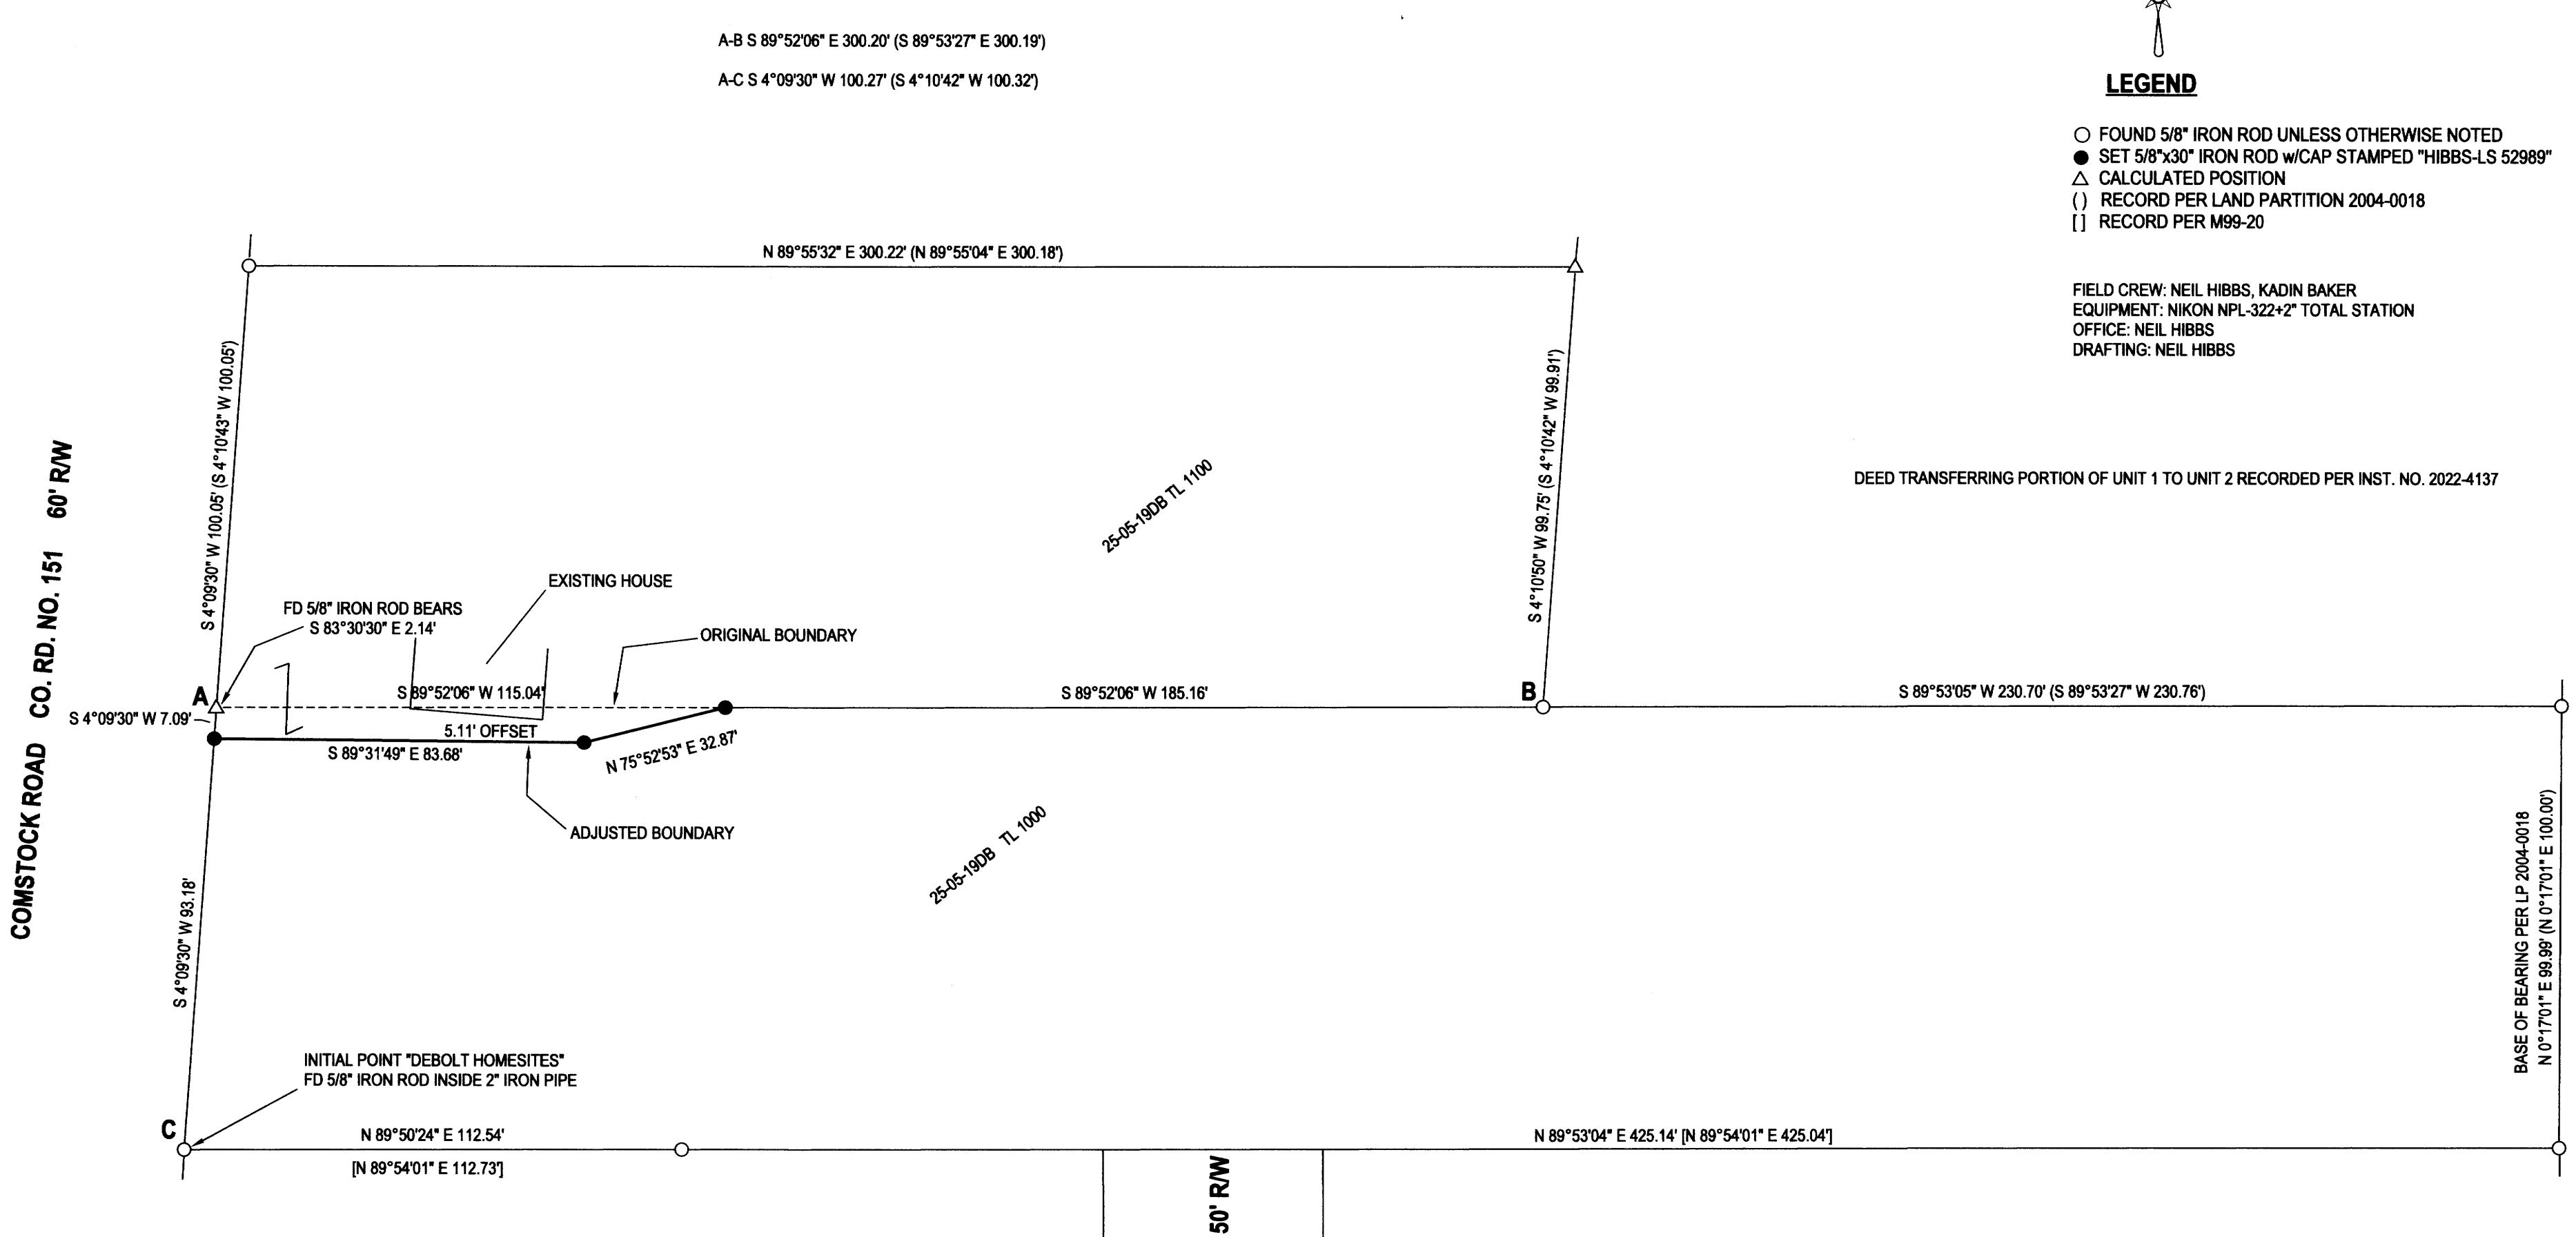 A-B S 89°52'06" E 300.20' (S 89°53'27" E 300.19')
A-C S 4°09'30" W 100.27' (S 4°10'42" W 100.32')
LEGEND
FOUND 5/8" IRON ROD UNLESS OTHERWISE NOTED
SET 5/8"x30" IRON ROD w/CAP STAMPED "HIBBS-LS 52989"
CALCULATED POSITION
( ) RECORD PER LAND PARTITION 2004-0018
[ ] RECORD PER M99-20
FIELD CREW: NEIL HIBBS, KADIN BAKER
EQUIPMENT: NIKON NPL-322+2" TOTAL STATION
OFFICE: NEIL HIBBS
DRAFTING: NEIL HIBBS
N 89°55'32" E 300.22' (N 89°55'04" E 300.18')
S 4°09'30" W 100.05' (S 4°10'43" W 100.05')
S 4°10'50" W 99.75' (S 4°10'42" W 99.91')
COMSTOCK ROAD CO. RD. NO. 151 60' R/W
25-05-19DB TL 1100
DEED TRANSFERRING PORTION OF UNIT 1 TO UNIT 2 RECORDED PER INST. NO. 2022-4137
EXISTING HOUSE
FD 5/8" IRON ROD BEARS
S 83°30'30" E 2.14'
ORIGINAL BOUNDARY
A
S 89°52'06" W 115.04'
S 89°52'06" W 185.16'
B
S 89°53'05" W 230.70' (S 89°53'27" W 230.76')
S 4°09'30" W 7.09'
5.11' OFFSET
S 89°31'49" E 83.68'
N 75°52'53" E 32.87'
ADJUSTED BOUNDARY
25-05-19DB TL 1000
S 4°09'30" W 93.18'
BASE OF BEARING PER LP 2004-0018
N 0°17'01" E 99.99' (N 0°17'01" E 100.00')
INITIAL POINT "DEBOLT HOMESITES"
FD 5/8" IRON ROD INSIDE 2" IRON PIPE
C
N 89°50'24" E 112.54'
[N 89°54'01" E 112.73']
N 89°53'04" E 425.14' [N 89°54'01" E 425.04']
50' R/W